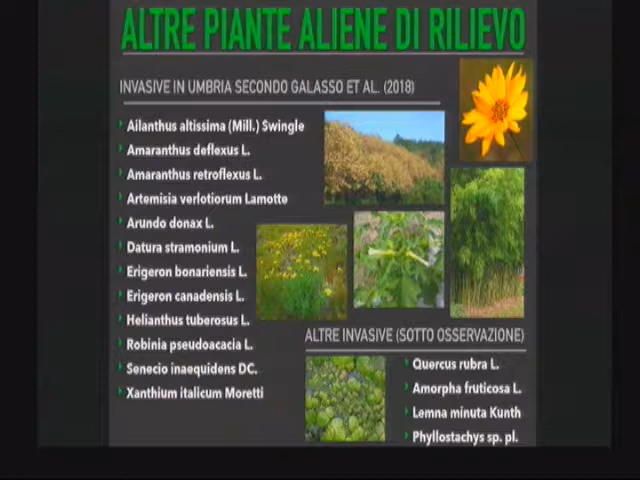 ALTRE PIANTE ALIENE DI RILIEVO
INVASIVE IN UMBRIA SECONDO GALASSO ET AL. (2018)
Ailanthus altissima (Mill.) Swingle
Amaranthus deflexus L.
Amaranthus retroflexus L.
Artemisia verlotiorum Lamotte
Arundo donax L.
Datura stramonium L.
Erigeron bonariensis L.
Erigeron canadensis L.
Helianthus tuberosus L.
Robinia pseudoacacia L.
Senecio inaequidens DC.
Xanthium italicum Moretti
ALTRE INVASIVE (SOTTO OSSERVAZIONE)
Quercus rubra L.
Amorpha fruticosa L.
Lemna minuta Kunth
Phyllostachys sp. pl.